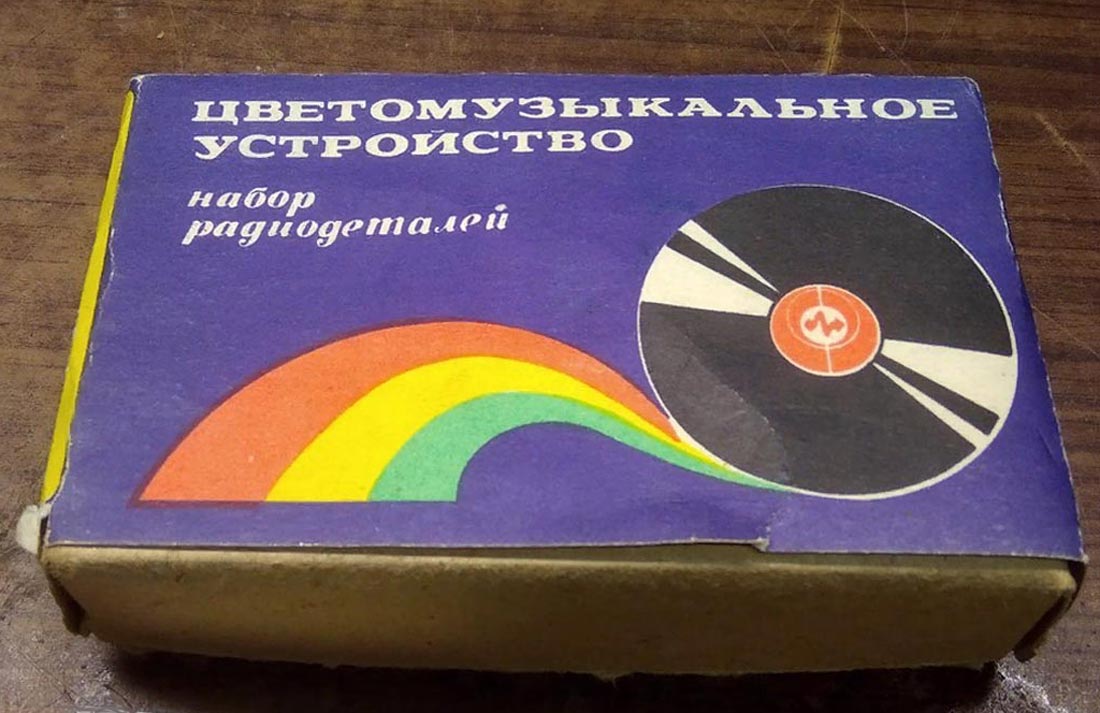 ЦВЕТОМУЗЫКАЛЬНОЕ
УСТРОЙСТВО
набор
радиодеталей